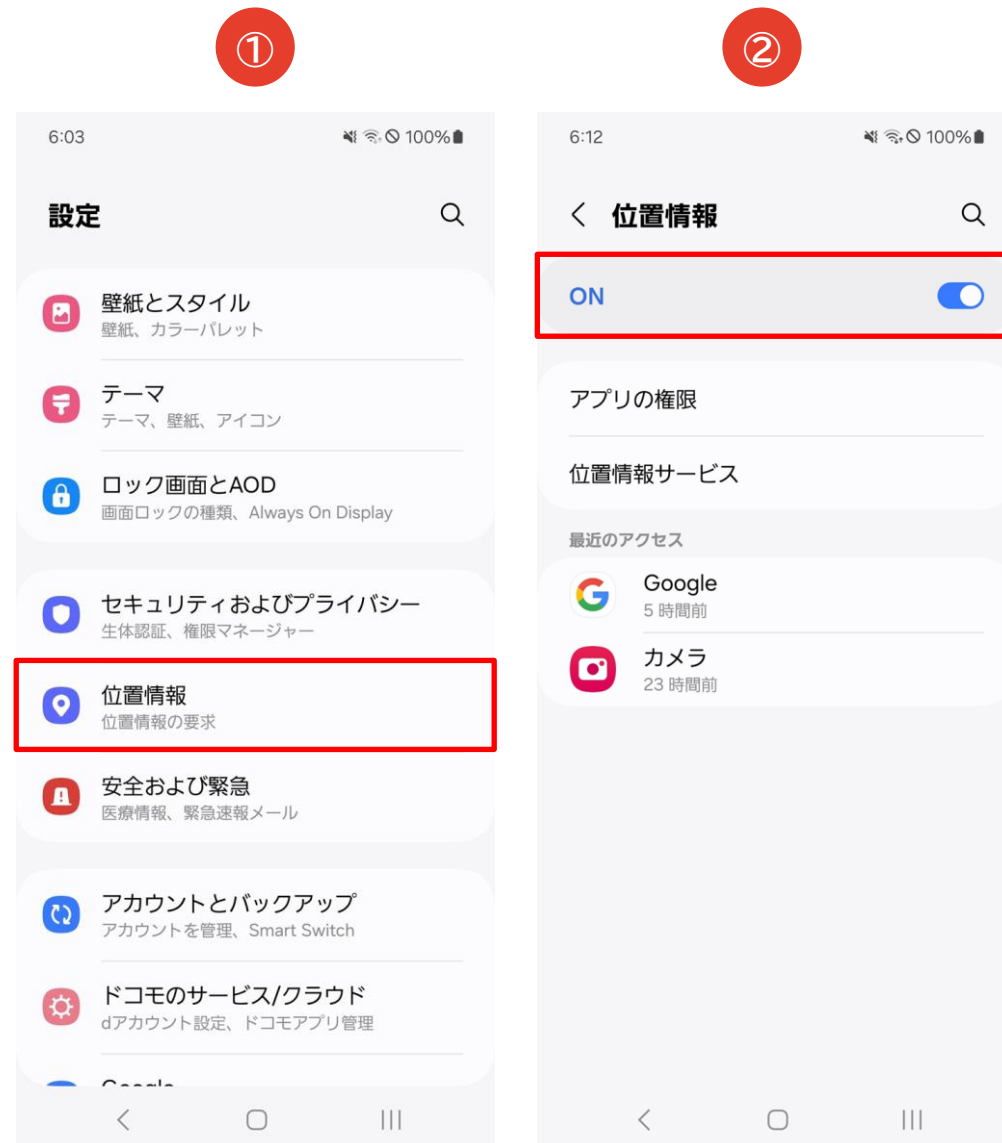 ①
6:03
100%
設定
壁紙とスタイル
壁紙、カラーパレット
テーマ
テーマ、壁紙、アイコン
ロック画面とAOD
画面ロックの種類、Always On Display
セキュリティおよびプライバシー
生体認証、権限マネージャー
位置情報
位置情報の要求
安全および緊急
医療情報、緊急速報メール
アカウントとバックアップ
アカウントを管理、Smart Switch
ドコモのサービス/クラウド
dアカウント設定、ドコモアプリ管理
Google
②
6:12
100%
位置情報
ON
アプリの権限
位置情報サービス
最近のアクセス
Google
5 時間前
カメラ
23 時間前